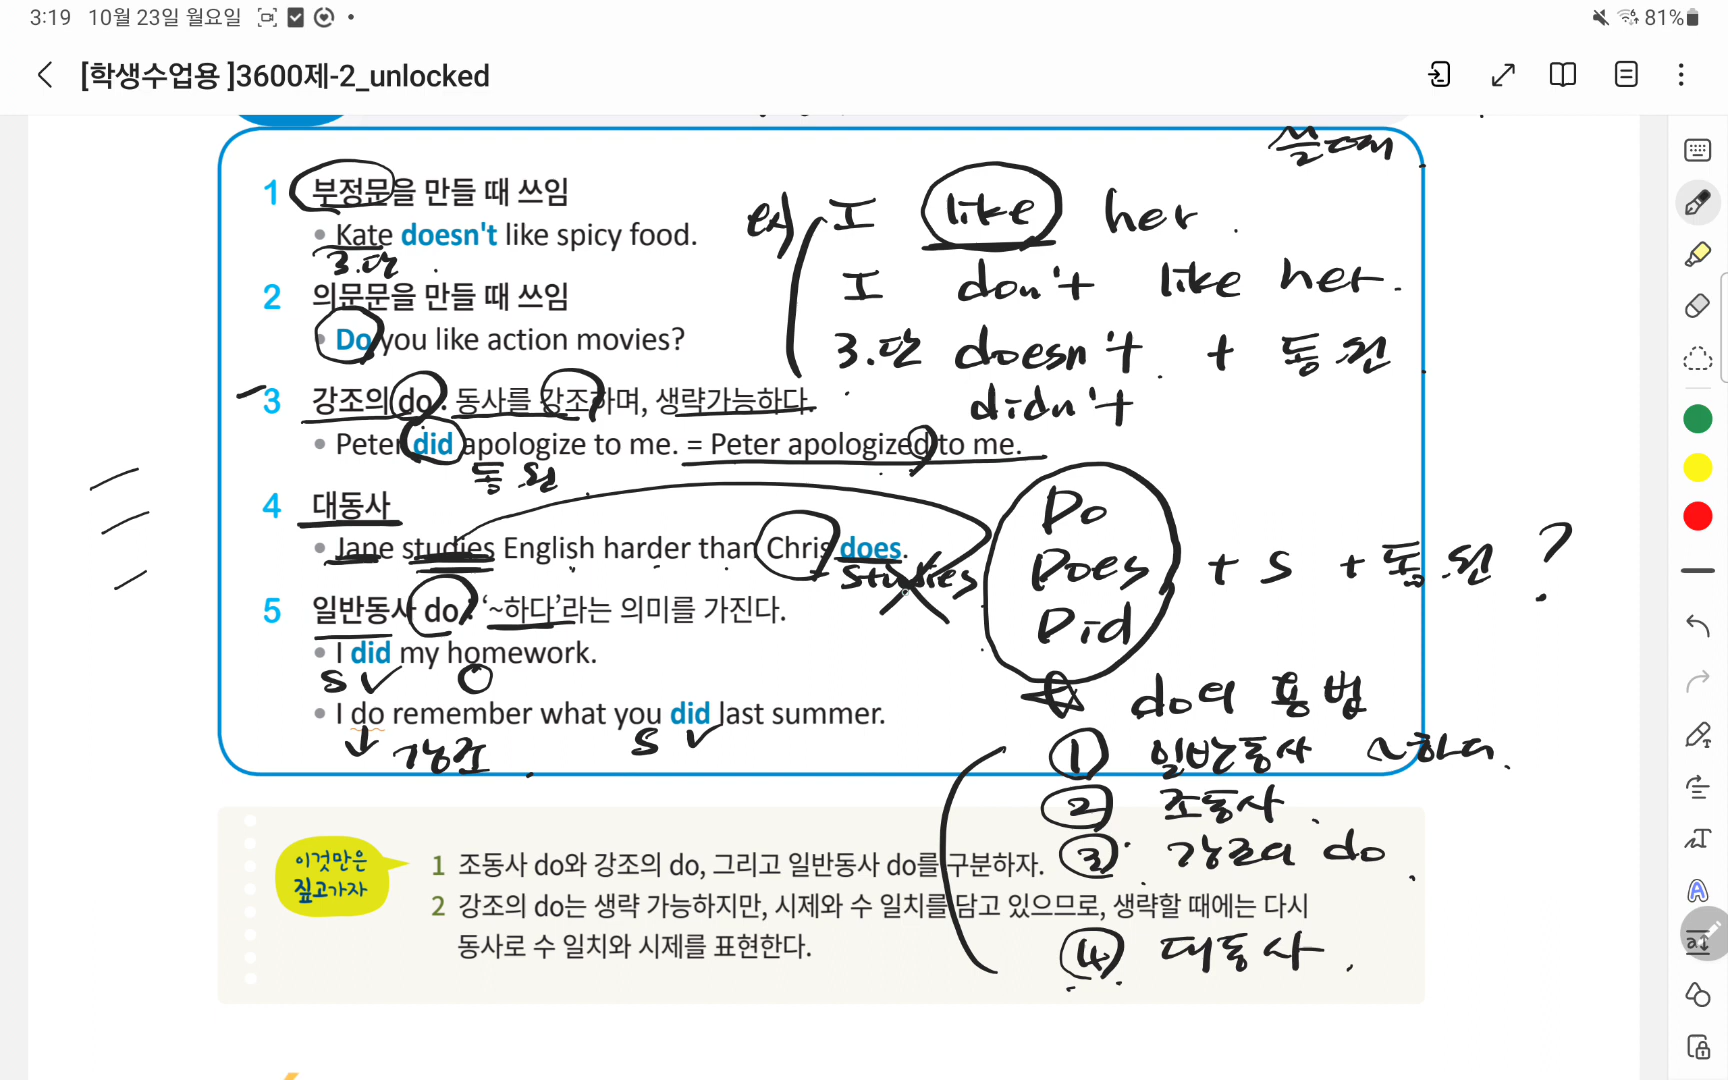 3:19 10월 23일 월요일
81%
[학생수업용 ]3600제-2_unlocked
쓸 때
1 부정문을 만들 때 쓰임
• Kate doesn't like spicy food.
3.단
예) I like her.
I don't like her.
3.단 doesn't + 동.원
didn't
2 의문문을 만들 때 쓰임
• Do you like action movies?
3 강조의 do : 동사를 강조하며, 생략가능하다.
• Peter did apologize to me. = Peter apologized to me.
동.원
4 대동사
• Jane studies English harder than Chris does.
studies
Do
Does + S +동.원 ?
Did
5 일반동사 do : '~하다'라는 의미를 가진다.
• I did my homework.
S V O
• I do remember what you did last summer.
강조 S V
do의 용법
① 일반동사 ~하다.
② 조동사.
③ 강조의 do.
④ 대동사.
이것만은
짚고가자
1 조동사 do와 강조의 do, 그리고 일반동사 do를 구분하자.
2 강조의 do는 생략 가능하지만, 시제와 수 일치를 담고 있으므로, 생략할 때에는 다시
동사로 수 일치와 시제를 표현한다.